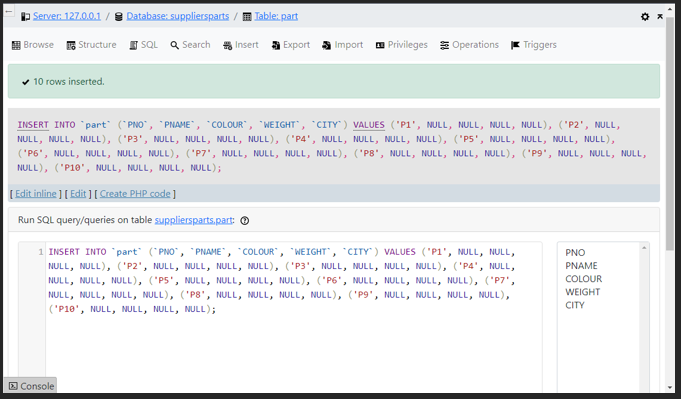 Server: 127.0.0.1 / Database: suppliersparts / Table: part
Browse Structure SQL Search Insert Export Import Privileges Operations Triggers
10 rows inserted.
INSERT INTO `part` (`PNO`, `PNAME`, `COLOUR`, `WEIGHT`, `CITY`) VALUES ('P1', NULL, NULL, NULL, NULL), ('P2', NULL,
NULL, NULL, NULL), ('P3', NULL, NULL, NULL, NULL), ('P4', NULL, NULL, NULL, NULL), ('P5', NULL, NULL, NULL, NULL),
('P6', NULL, NULL, NULL, NULL), ('P7', NULL, NULL, NULL, NULL), ('P8', NULL, NULL, NULL, NULL), ('P9', NULL, NULL, NULL,
NULL), ('P10', NULL, NULL, NULL, NULL);
[ Edit inline ] [ Edit ] [ Create PHP code ]
Run SQL query/queries on table suppliersparts.part:
1 INSERT INTO `part` (`PNO`, `PNAME`, `COLOUR`, `WEIGHT`, `CITY`) VALUES ('P1', NULL, NULL,
NULL, NULL), ('P2', NULL, NULL, NULL, NULL), ('P3', NULL, NULL, NULL, NULL), ('P4', NULL,
NULL, NULL, NULL), ('P5', NULL, NULL, NULL, NULL), ('P6', NULL, NULL, NULL, NULL), ('P7',
NULL, NULL, NULL, NULL), ('P8', NULL, NULL, NULL, NULL), ('P9', NULL, NULL, NULL, NULL),
('P10', NULL, NULL, NULL, NULL);
PNO
PNAME
COLOUR
WEIGHT
CITY
Console